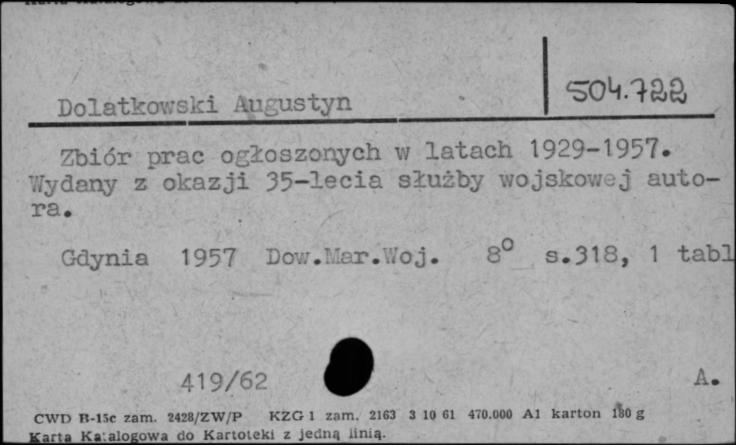 Dolatkowski Augustyn
504.722
Zbiór prac ogłoszonych w latach 1929-1957.
Wydany z okazji 35-lecia służby wojskowej auto-
ra.
Gdynia 1957 Dow.Mar.Woj. 8° s.318, 1 tabl
419/62 A.
CWD B-15c zam. 2428/ZW/P KZG 1 zam. 2163 3 10 61 470.000 A1 karton 180 g
Karta Katalogowa do Kartoteki z jedną linią.